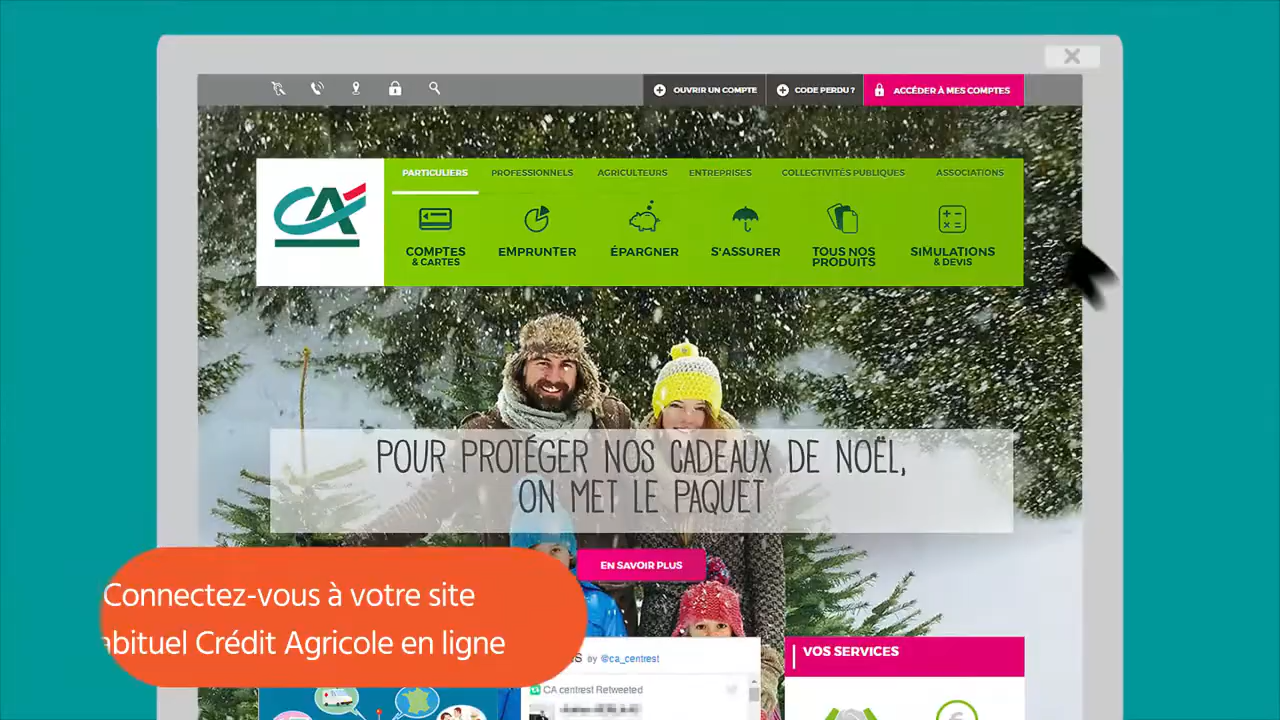 OUVRIR UN COMPTE
CODE PERDU ?
ACCÉDER À MES COMPTES
CA
PARTICULIERS
PROFESSIONNELS
AGRICULTEURS
ENTREPRISES
COLLECTIVITÉS PUBLIQUES
ASSOCIATIONS
COMPTES
& CARTES
EMPRUNTER
ÉPARGNER
S'ASSURER
TOUS NOS
PRODUITS
SIMULATIONS
& DEVIS
POUR PROTÉGER NOS CADEAUX DE NOËL,
ON MET LE PAQUET
EN SAVOIR PLUS
Connectez-vous à votre site
abituel Crédit Agricole en ligne
by @ca_centrest
CA centrest Retweeted
VOS SERVICES